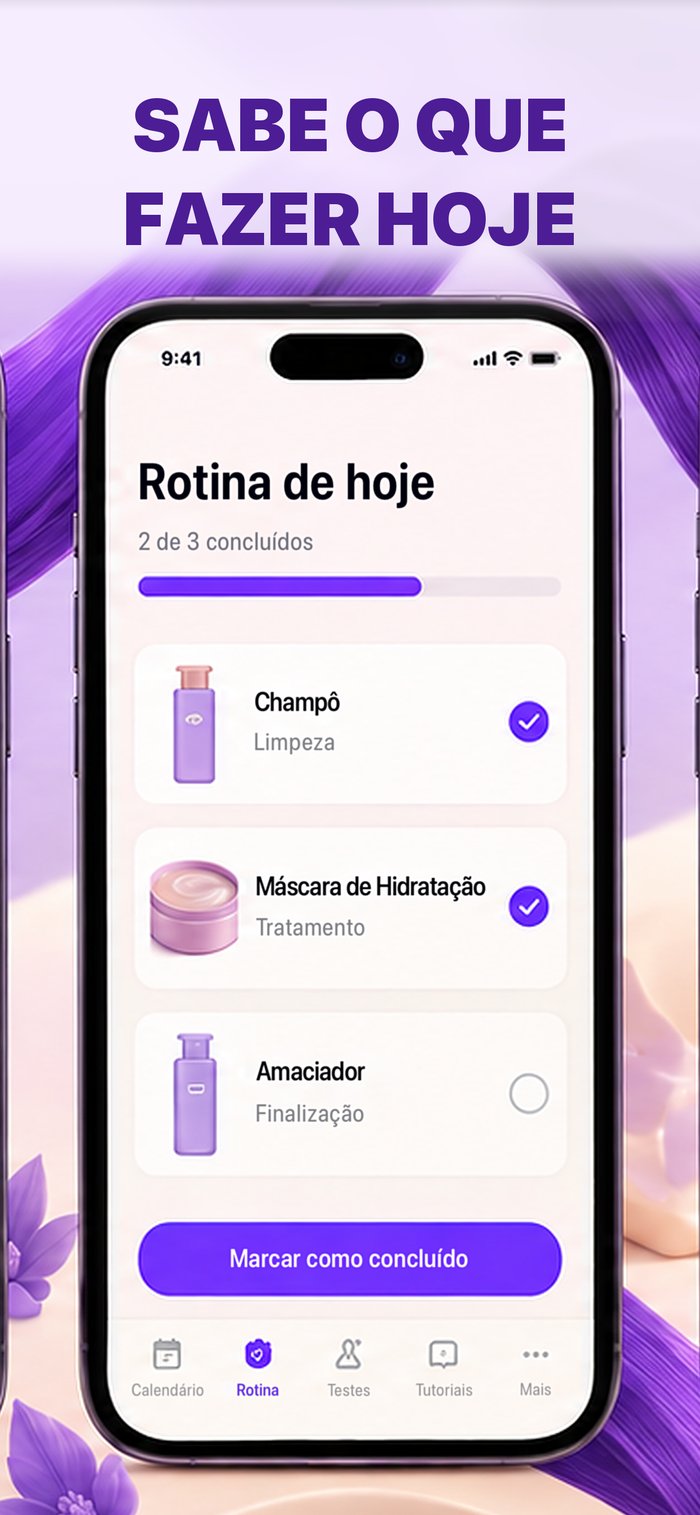 SABE O QUE
FAZER HOJE
9:41
Rotina de hoje
2 de 3 concluídos
Champô
Limpeza
Máscara de Hidratação
Tratamento
Amaciador
Finalização
Marcar como concluído
Calendário
Rotina
Testes
Tutoriais
Mais